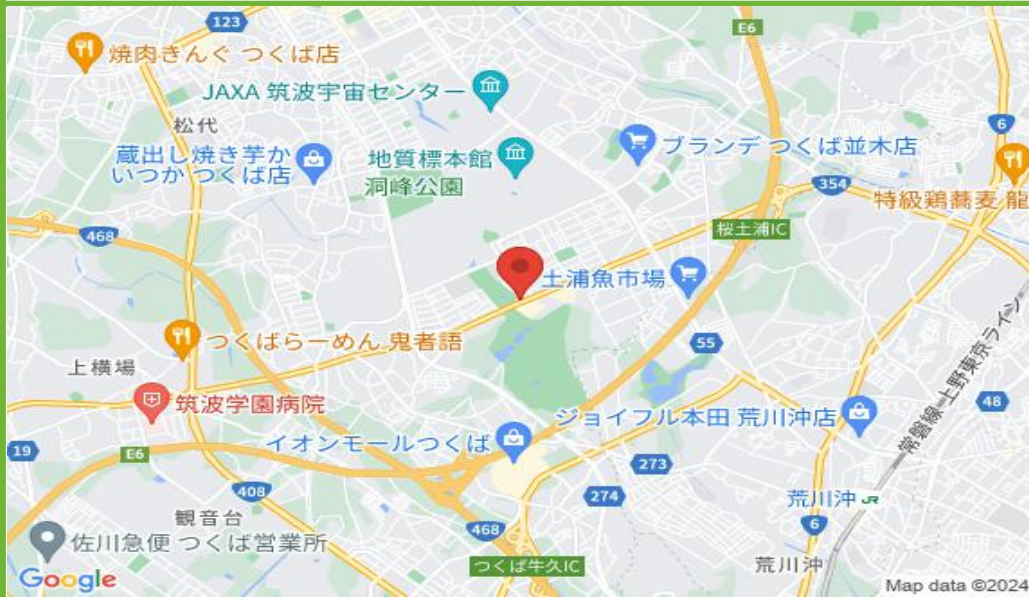 123
E6
焼肉きんぐ つくば店
JAXA 筑波宇宙センター
松代
6
蔵出し焼き芋か
いつか つくば店
地質標本館
洞峰公園
ブランデ つくば並木店
354
特級鶏蕎麦 龍
468
桜土浦IC
土浦魚市場
つくばらーめん 鬼者語
55
上横場
筑波学園病院
ジョイフル本田 荒川沖店
常磐線・上野東京ライン
48
イオンモールつくば
19
E6
273
408
274
荒川沖 JR
観音台
468
6
佐川急便 つくば営業所
つくば牛久IC
荒川沖
Google
Map data ©2024